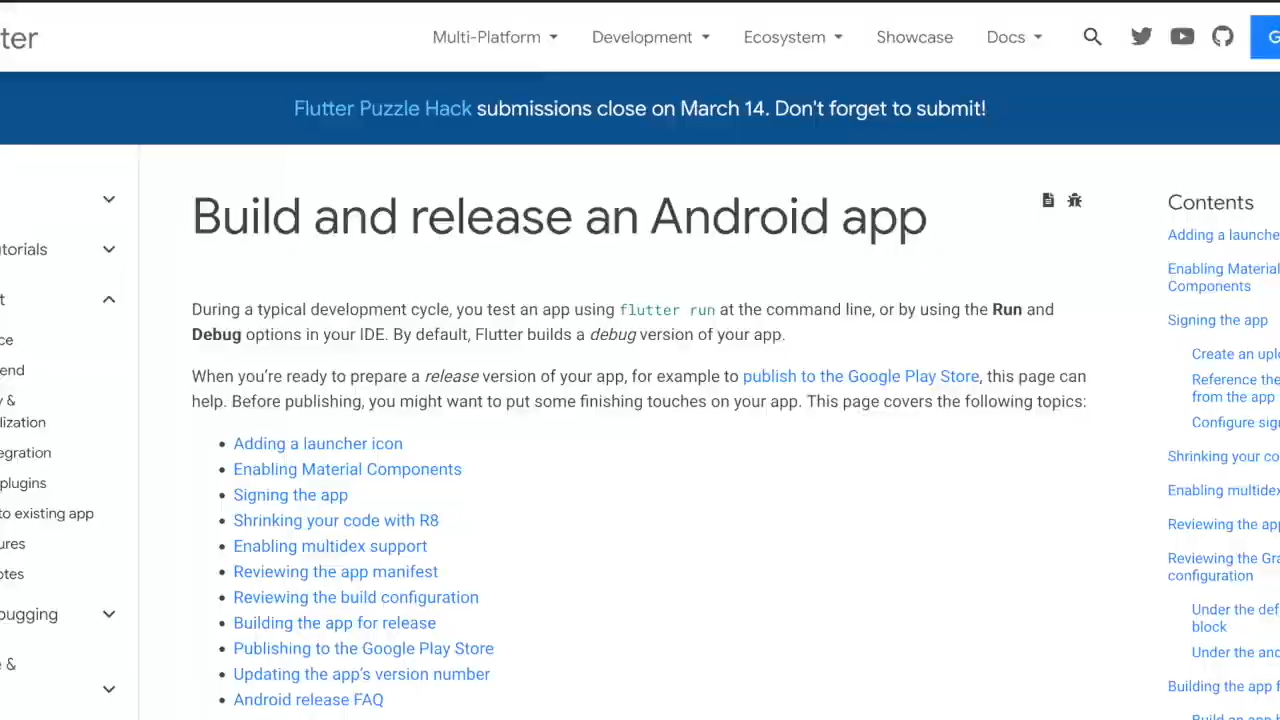 ter
Multi-Platform Development Ecosystem Showcase Docs
G
Flutter Puzzle Hack submissions close on March 14. Don't forget to submit!
torials
t
ce
end
y &
lization
egration
plugins
to existing app
ures
otes
bugging
e &
Build and release an Android app
During a typical development cycle, you test an app using flutter run at the command line, or by using the Run and
Debug options in your IDE. By default, Flutter builds a debug version of your app.
When you're ready to prepare a release version of your app, for example to publish to the Google Play Store, this page can
help. Before publishing, you might want to put some finishing touches on your app. This page covers the following topics:
• Adding a launcher icon
• Enabling Material Components
• Signing the app
• Shrinking your code with R8
• Enabling multidex support
• Reviewing the app manifest
• Reviewing the build configuration
• Building the app for release
• Publishing to the Google Play Store
• Updating the app's version number
• Android release FAQ
Contents
Adding a launche
Enabling Material
Components
Signing the app
Create an uplo
Reference the
from the app
Configure sign
Shrinking your co
Enabling multidex
Reviewing the app
Reviewing the Gra
configuration
Under the def
block
Under the and
Building the app f
Build an app b